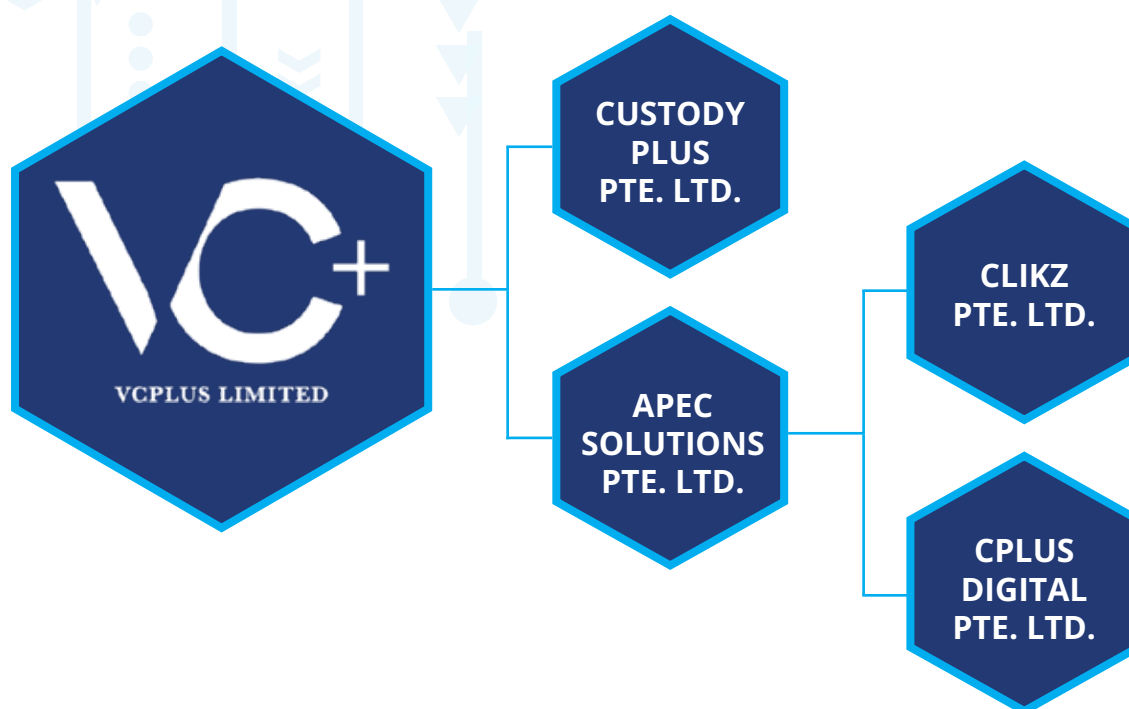 VC+
VCPLUS LIMITED
CUSTODY
PLUS
PTE. LTD.
APEC
SOLUTIONS
PTE. LTD.
CLIKZ
PTE. LTD.
CPLUS
DIGITAL
PTE. LTD.